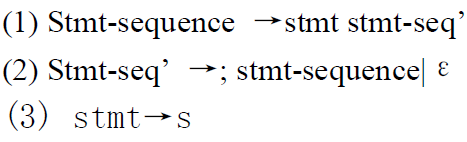 (1) Stmt-sequence →stmt stmt-seq’
(2) Stmt-seq’ →; stmt-sequence| ε
(3) stmt→s